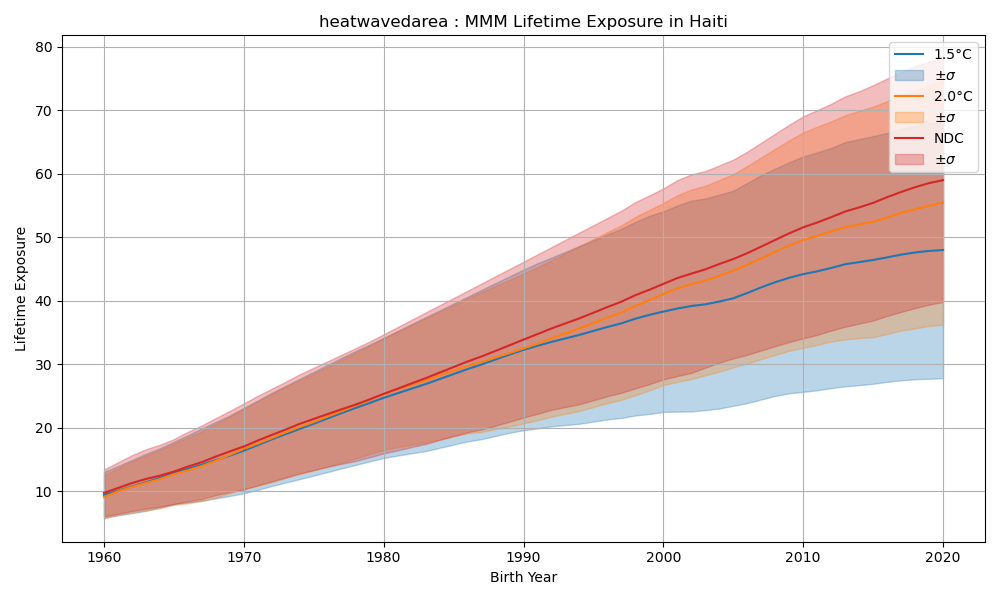 heatwavedarea : MMM Lifetime Exposure in Haiti
Lifetime Exposure
80
70
60
50
40
30
20
10
1.5°C
±σ
2.0°C
±σ
NDC
±σ
1960 1970 1980 1990 2000 2010 2020
Birth Year